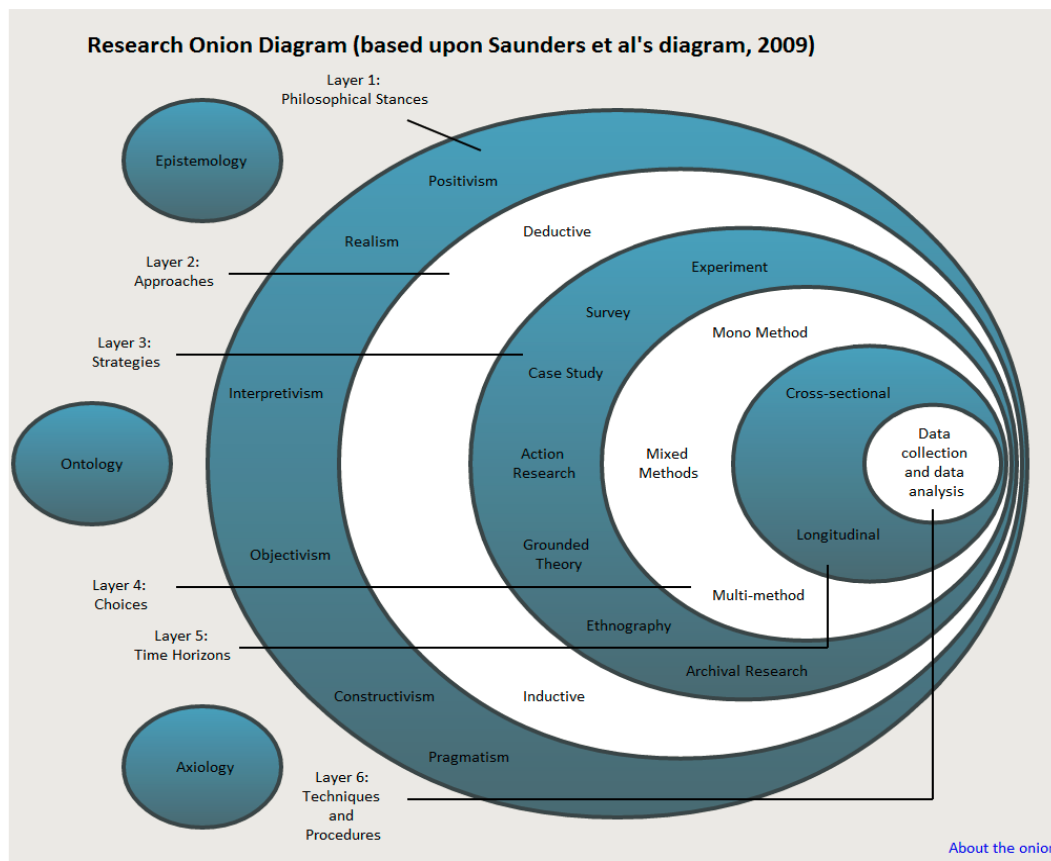 Research Onion Diagram (based upon Saunders et al's diagram, 2009)
Layer 1:
Philosophical Stances
Epistemology
Positivism
Deductive
Realism
Layer 2:
Approaches
Experiment
Survey
Mono Method
Layer 3:
Strategies
Case Study
Interpretivism
Cross-sectional
Data
collection
and data
analysis
Ontology
Action
Research
Mixed
Methods
Longitudinal
Objectivism
Grounded
Theory
Layer 4:
Choices
Multi-method
Ethnography
Layer 5:
Time Horizons
Archival Research
Constructivism
Inductive
Pragmatism
Axiology
Layer 6:
Techniques
and
Procedures
About the onion